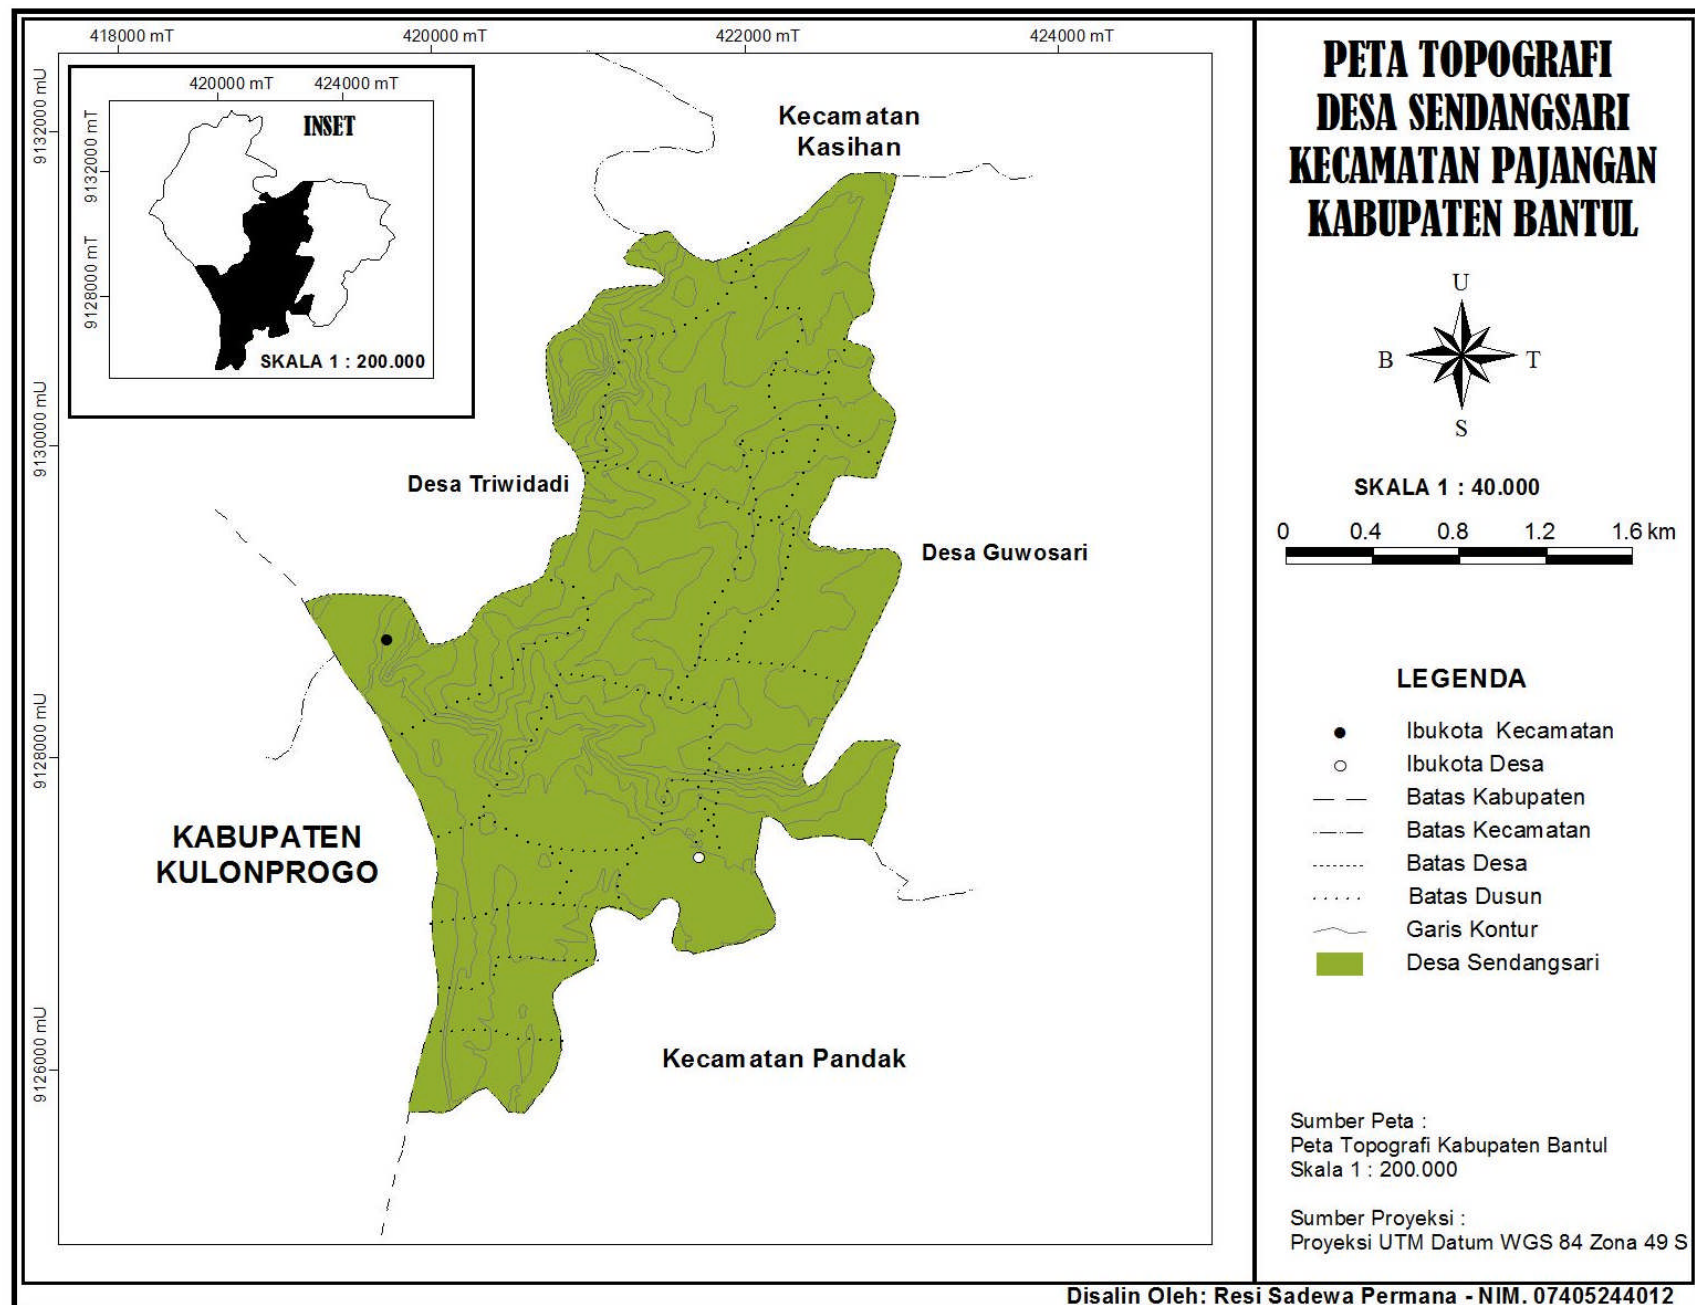 418000 mT
420000 mT
422000 mT
424000 mT
9132000 mU
9130000 mU
9128000 mU
9126000 mU
420000 mT
424000 mT
9132000 mT
9128000 mT
INSET
SKALA 1 : 200.000
Kecamatan
Kasihan
Desa Triwidadi
Desa Guwosari
KABUPATEN
KULONPROGO
Kecamatan Pandak
PETA TOPOGRAFI
DESA SENDANGSARI
KECAMATAN PAJANGAN
KABUPATEN BANTUL
U
B
T
S
SKALA 1 : 40.000
0 0.4 0.8 1.2 1.6 km
LEGENDA
Ibukota Kecamatan
Ibukota Desa
Batas Kabupaten
Batas Kecamatan
Batas Desa
Batas Dusun
Garis Kontur
Desa Sendangsari
Sumber Peta :
Peta Topografi Kabupaten Bantul
Skala 1 : 200.000
Sumber Proyeksi :
Proyeksi UTM Datum WGS 84 Zona 49 S
Disalin Oleh: Resi Sadewa Permana - NIM. 07405244012